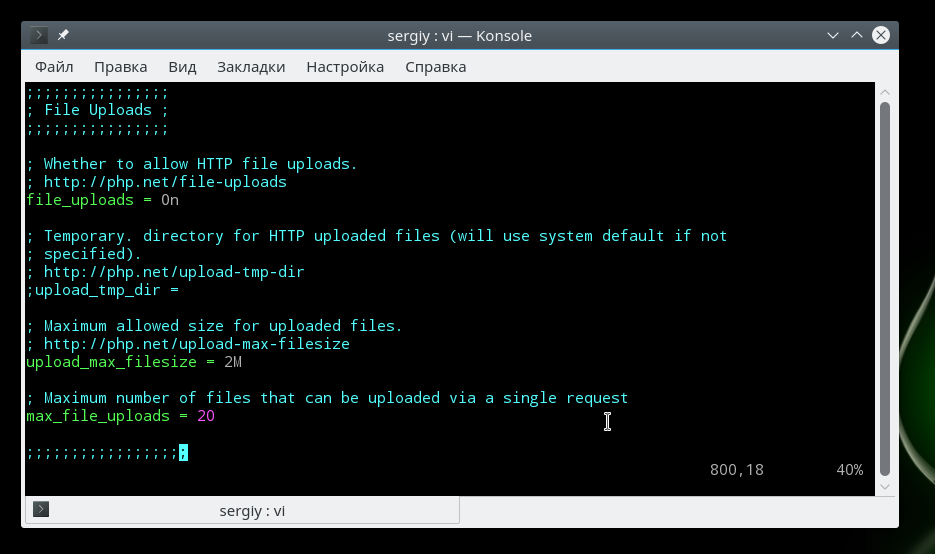 sergiy : vi — Konsole
Файл Правка Вид Закладки Настройка Справка
;;;;;;;;;;;;;;;;
; File Uploads ;
;;;;;;;;;;;;;;;;
; Whether to allow HTTP file uploads.
; http://php.net/file-uploads
file_uploads = On
; Temporary. directory for HTTP uploaded files (will use system default if not
; specified).
; http://php.net/upload-tmp-dir
;upload_tmp_dir =
; Maximum allowed size for uploaded files.
; http://php.net/upload-max-filesize
upload_max_filesize = 2M
; Maximum number of files that can be uploaded via a single request
max_file_uploads = 20
;;;;;;;;;;;;;;;;;;
800,18 40%
sergiy : vi